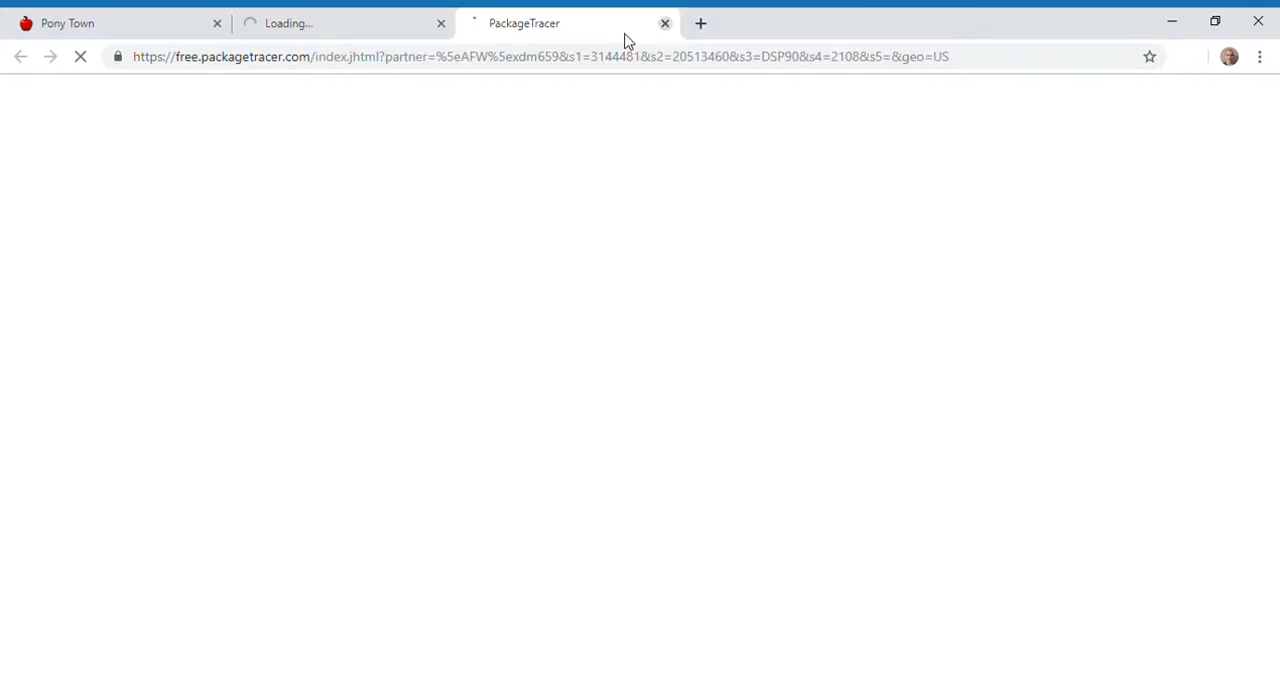 Pony Town
Loading...
PackageTracer
https://free.packagetracer.com/index.jhtml?partner=%5eAFW%5exdm659&s1=3144481&s2=20513460&s3=DSP90&s4=2108&s5=&geo=US